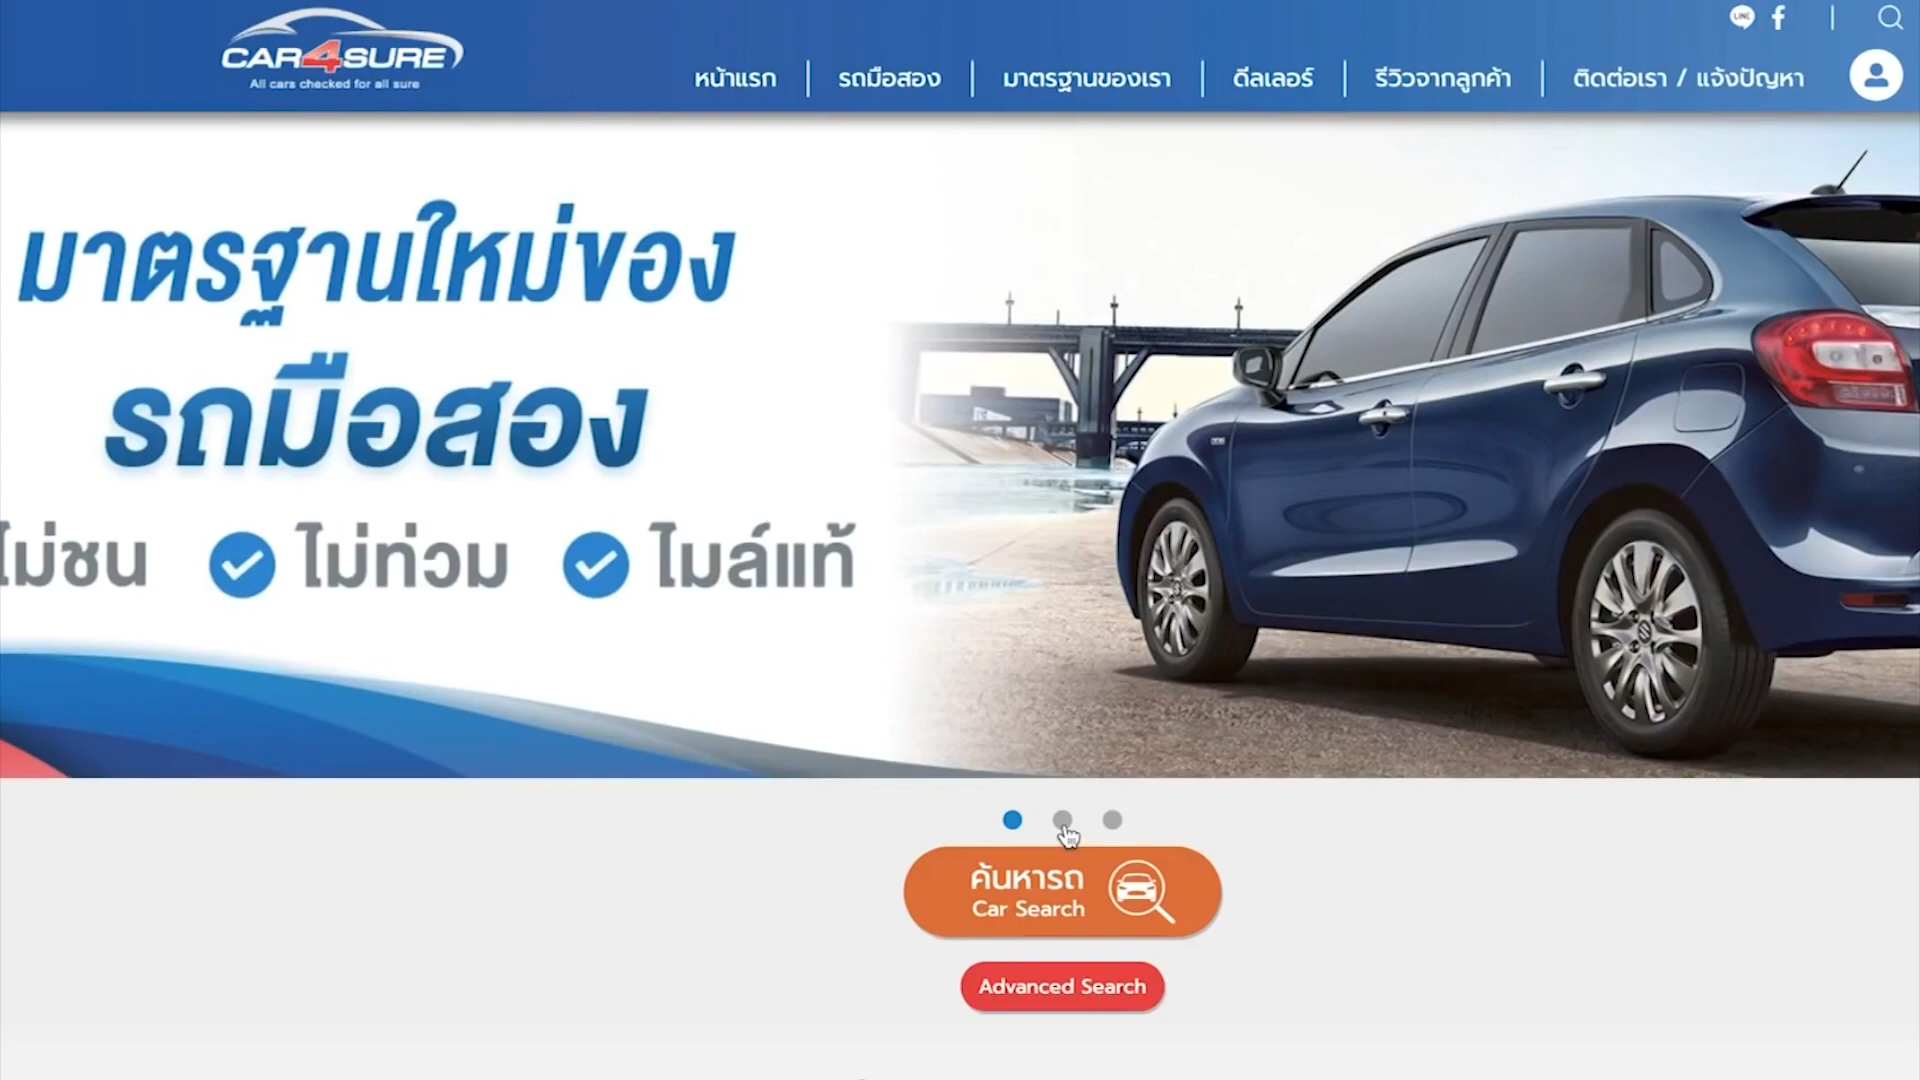 CAR4SURE
All cars checked for all sure
LINE
หน้าแรก
รถมือสอง
มาตรฐานของเรา
ดีลเลอร์
รีวิวจากลูกค้า
ติดต่อเรา / แจ้งปัญหา
มาตรฐานใหม่ของ
รถมือสอง
ไม่ชน ไม่ท่วม ไมล์แท้
ค้นหารถ
Car Search
Advanced Search